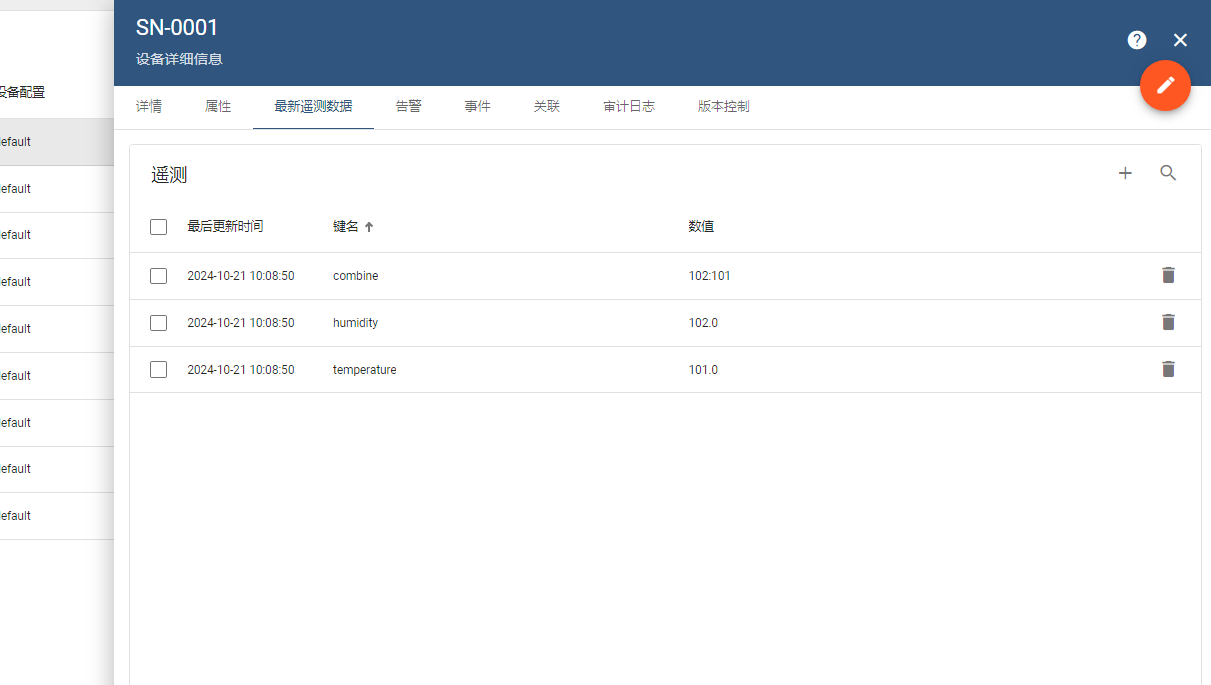 SN-0001
设备详细信息
详情 属性 最新遥测数据 告警 事件 关联 审计日志 版本控制
设备配置
efault
efault
efault
efault
efault
efault
efault
efault
efault
遥测
最后更新时间 键名 数值
2024-10-21 10:08:50 combine 102:101
2024-10-21 10:08:50 humidity 102.0
2024-10-21 10:08:50 temperature 101.0